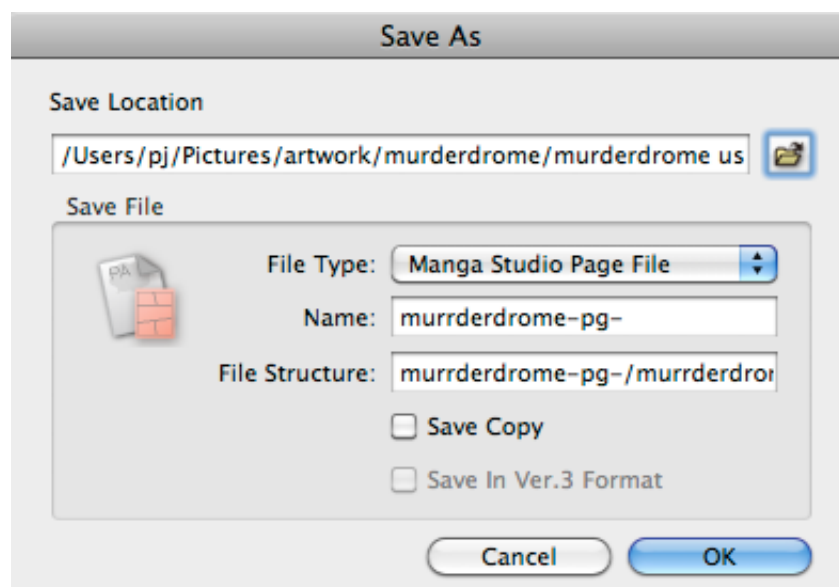 Save As
Save Location
/Users/pj/Pictures/artwork/murderdrome/murderdrome us
Save File
PA
File Type: Manga Studio Page File
Name: murrderdrome-pg-
File Structure: murrderdrome-pg-/murrderdror
Save Copy
Save In Ver.3 Format
Cancel OK